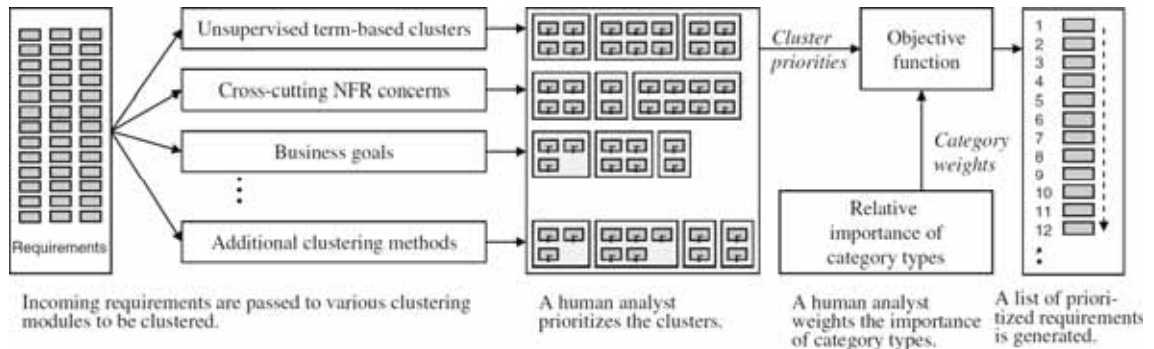 Requirements
Unsupervised term-based clusters
Cross-cutting NFR concerns
Business goals
Additional clustering methods
Cluster
priorities
Objective
function
Category
weights
Relative
importance of
category types
1
2
3
4
5
6
7
8
9
10
11
12
Incoming requirements are passed to various clustering
modules to be clustered.
A human analyst
prioritizes the clusters.
A human analyst
weights the importance
of category types.
A list of priori-
tized requirements
is generated.